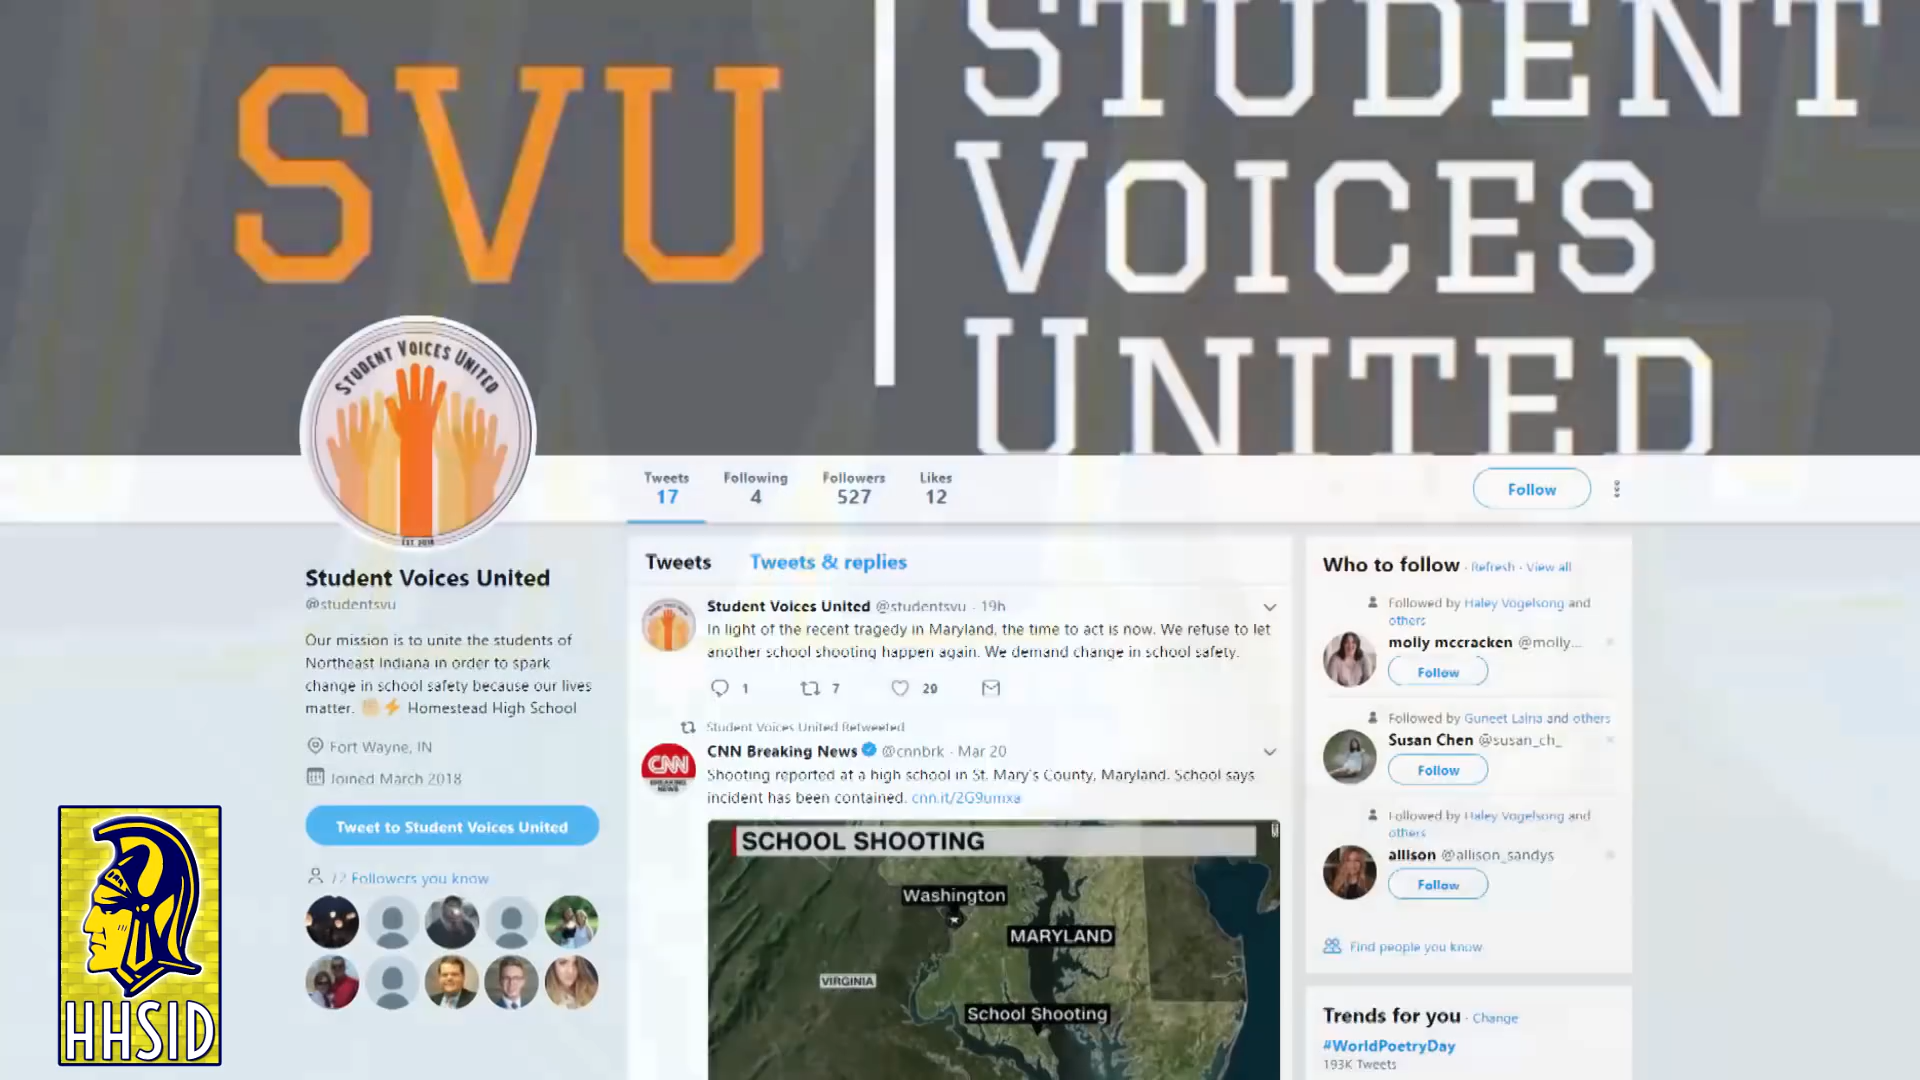 SVU
STUDENT
VOICES
UNITED
STUDENT VOICES UNITED
EST. 2018
Tweets
17
Following
4
Followers
527
Likes
12
Follow
Student Voices United
@studentsvu
Our mission is to unite the students of
Northeast Indiana in order to spark
change in school safety because our lives
matter. ✊⚡ Homestead High School
Fort Wayne, IN
Joined March 2018
Tweet to Student Voices United
72 Followers you know
Tweets Tweets & replies
Student Voices United @studentsvu · 19h
In light of the recent tragedy in Maryland, the time to act is now. We refuse to let
another school shooting happen again. We demand change in school safety.
1 7 29
Student Voices United Retweeted
CNN Breaking News @cnnbrk · Mar 20
Shooting reported at a high school in St. Mary's County, Maryland. School says
incident has been contained. cnn.it/2G9umxa
CNN
BREAKING
NEWS
SCHOOL SHOOTING
Washington
MARYLAND
VIRGINIA
School Shooting
Who to follow · Refresh · View all
Followed by Haley Vogelsong and
others
molly mccracken @molly...
Follow
Followed by Guneet Lalria and others
Susan Chen @susan_ch_
Follow
Followed by Haley Vogelsong and
others
allison @allison_sandys
Follow
Find people you know
Trends for you · Change
#WorldPoetryDay
193K Tweets
HHSID